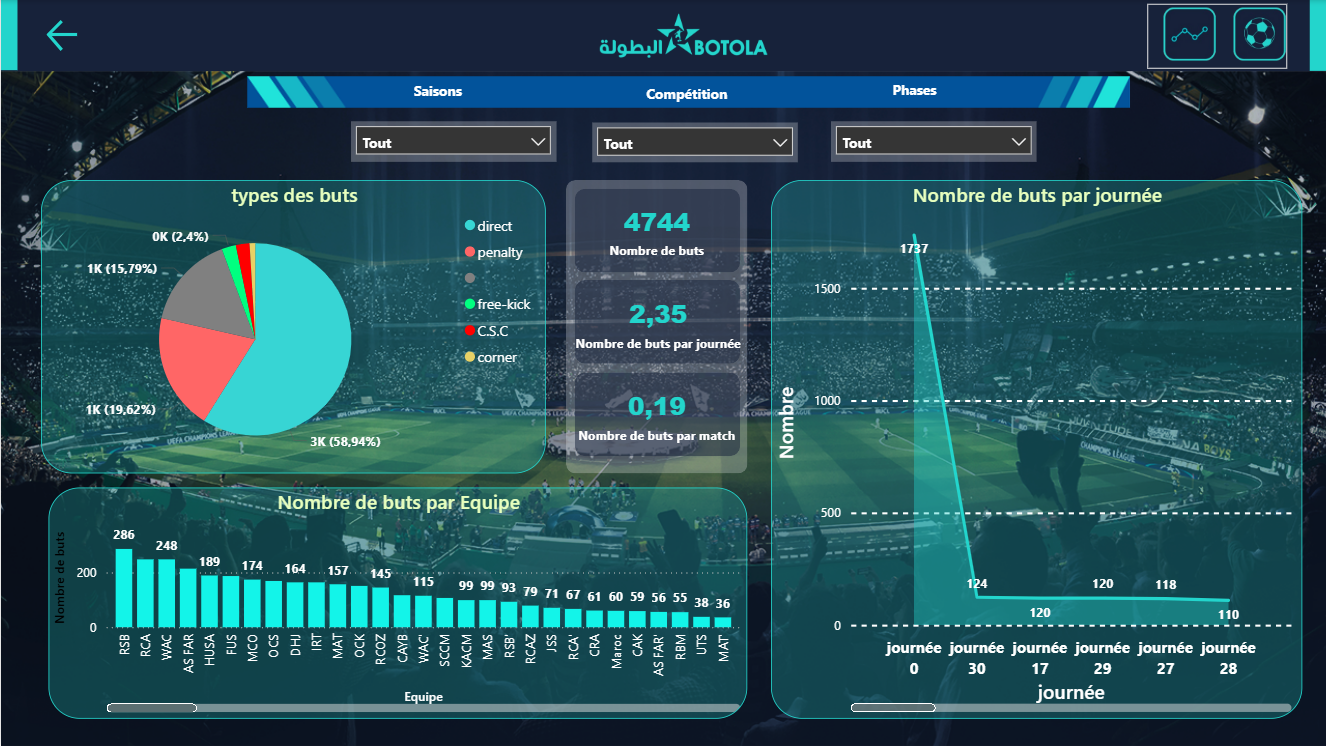 البطولة BOTOLA
Saisons
Compétition
Phases
Tout
Tout
Tout
types des buts
0K (2,4%)
1K (15,79%)
1K (19,62%)
3K (58,94%)
direct
penalty
free-kick
C.S.C
corner
4744
Nombre de buts
2,35
Nombre de buts par journée
0,19
Nombre de buts par match
Nombre de buts par journée
Nombre
1500
1000
500
0
1737
124
120
120
118
110
journée 0
journée 30
journée 17
journée 29
journée 27
journée 28
journée
Nombre de buts par Equipe
Nombre de buts
200
0
286
248
189
174
164
157
145
115
99
99
93
79
71
67
61
60
59
56
55
38
36
RSB
RCA
WAC
AS FAR
HUSA
FUS
MCO
OCS
DHJ
IRT
MAT
OCK
RCOZ
CAYB
WAC'
SCCM
KACM
MAS
RSB'
RCAZ
JSS
RCA'
CRA
Maroc
CAK
AS FAR'
RBM
UTS
MAT'
Equipe
UEFA CHAMPIONS LEAGUE
CHAMPIONS LEAGUE